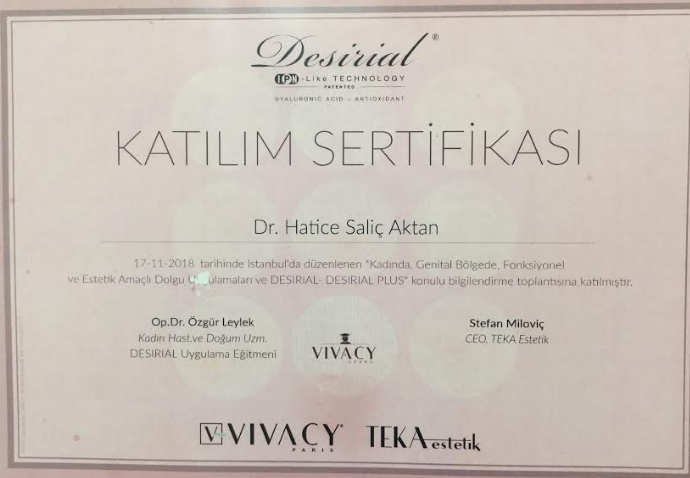 Desirial®
IPN-Like TECHNOLOGY
PATENTED
HYALURONIC ACID - ANTIOXIDANT
KATILIM SERTİFİKASI
Dr. Hatice Saliç Aktan
17-11-2018 tarihinde İstanbul'da düzenlenen "Kadında, Genital Bölgede, Fonksiyonel
ve Estetik Amaçlı Dolgu Uygulamaları ve DESIRIAL- DESIRIAL PLUS" konulu bilgilendirme toplantısına katılmıştır.
Op.Dr. Özgür Leylek
Kadın Hast.ve Doğum Uzm.
DESIRIAL Uygulama Eğitmeni
VIVACY
Stefan Miloviç
CEO, TEKA Estetik
V+VIVACY®
PARIS
TEKA estetik